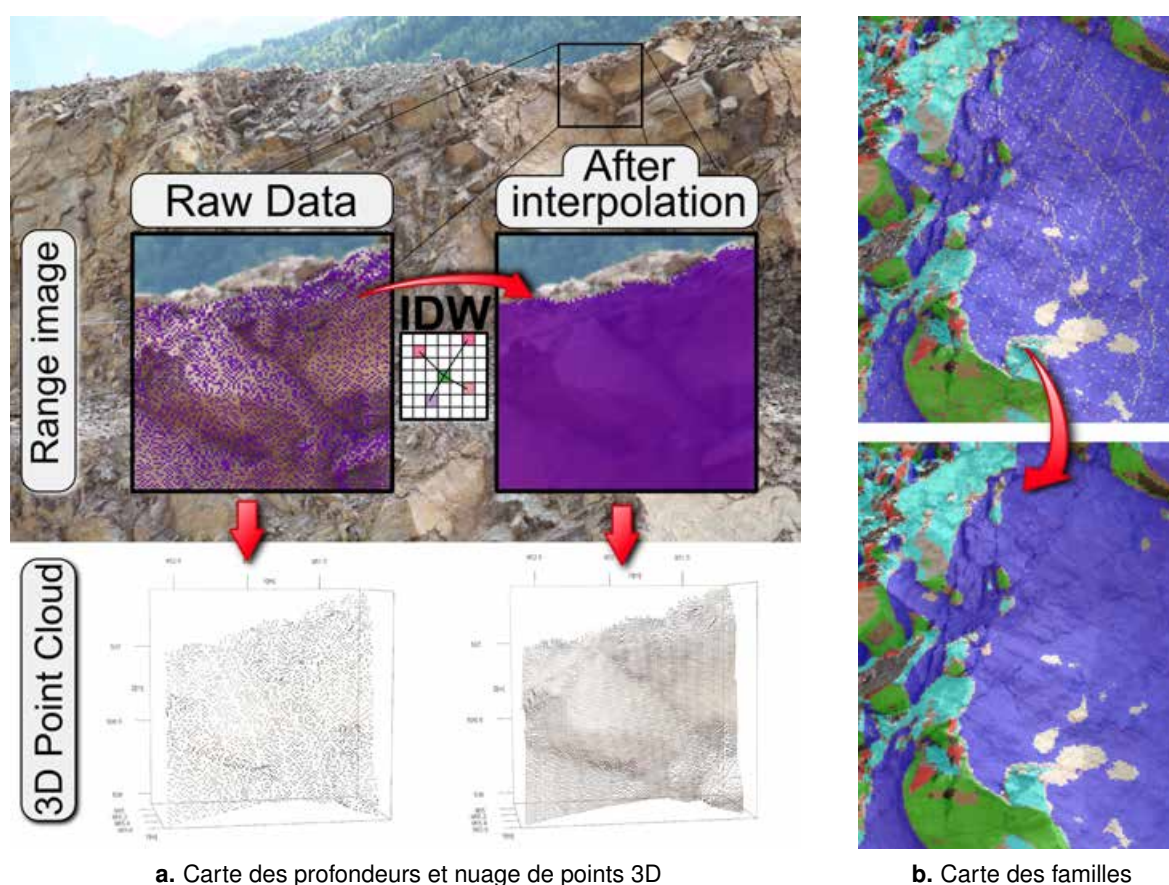 Raw Data
After
interpolation
Range image
IDW
3D Point Cloud
a. Carte des profondeurs et nuage de points 3D
b. Carte des familles